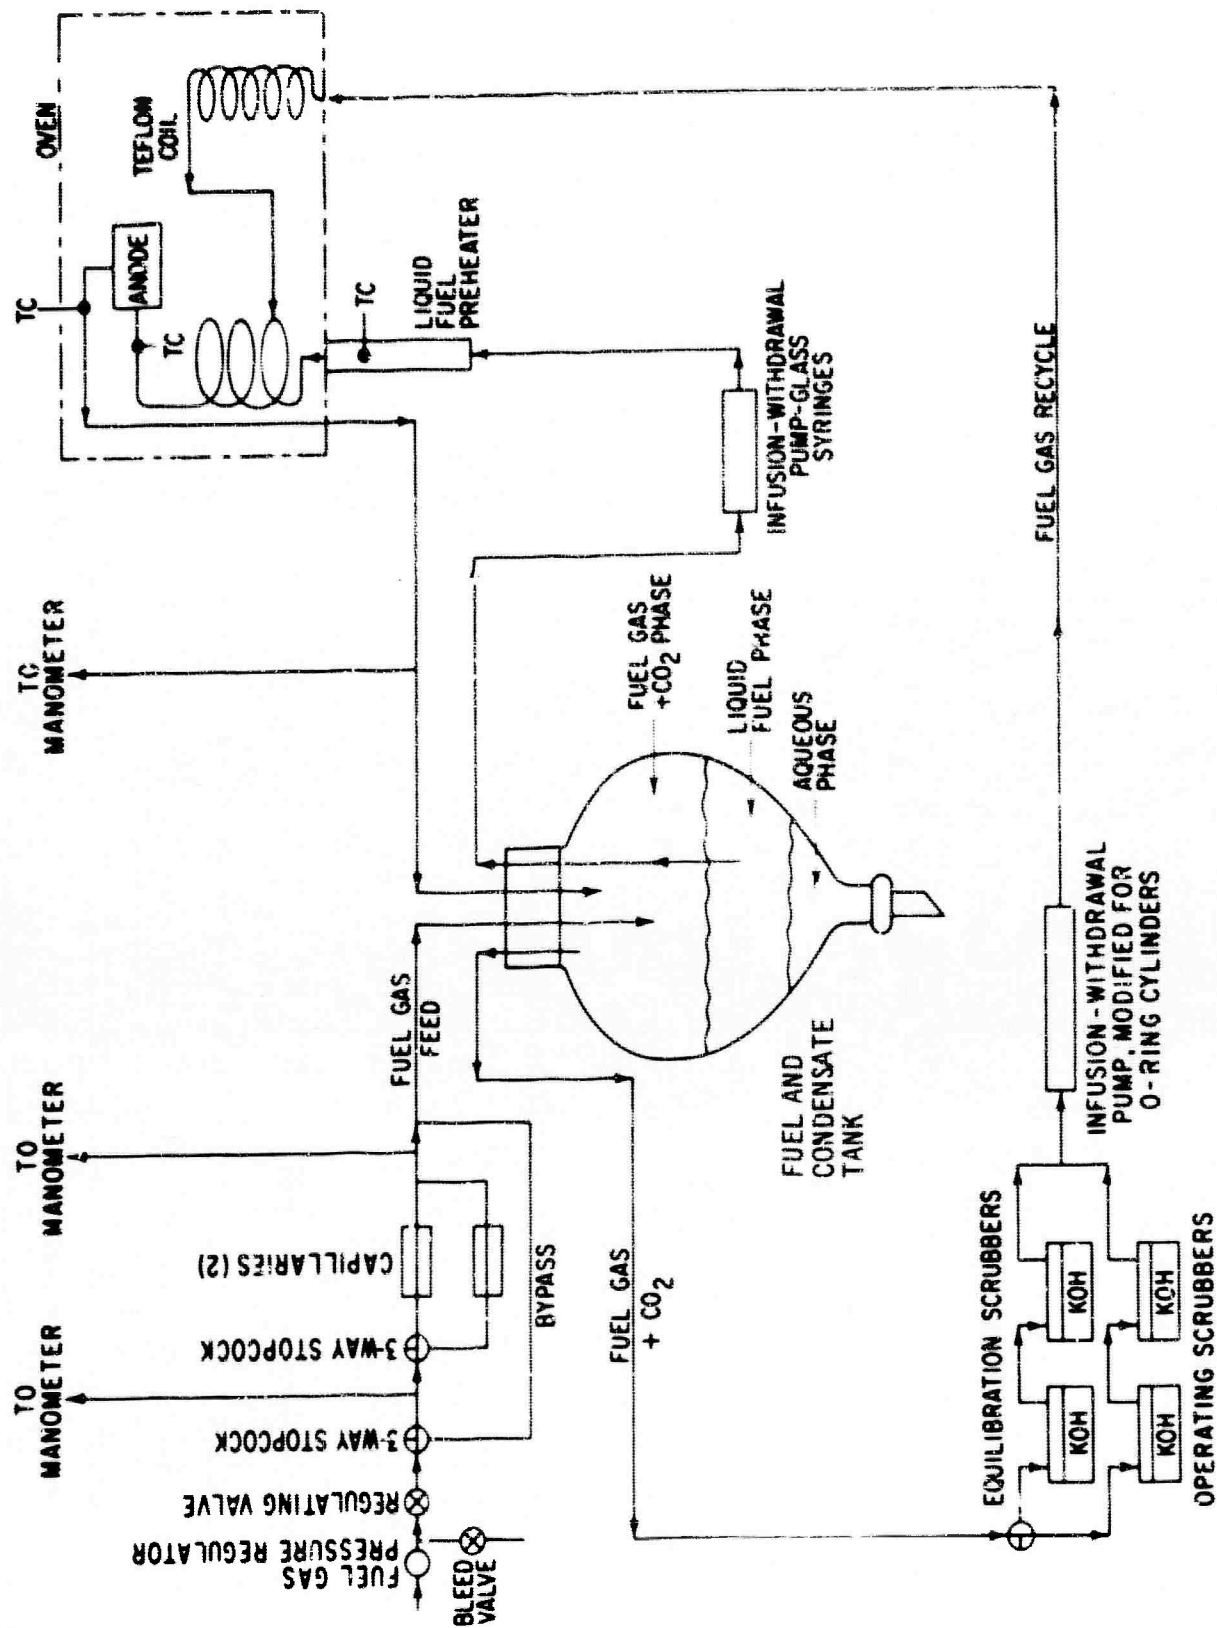 TO
MANOMETER
TO
MANOMETER
TO
MANOMETER
TC
OVEN
FUEL GAS
PRESSURE REGULATOR
REGULATING VALVE
3-WAY STOPCOCK
3-WAY STOPCOCK
CAPILLARIES (2)
BLEED
VALVE
BYPASS
FUEL GAS
FEED
ANODE
TC
TEFLON
COIL
TC
LIQUID
FUEL
PREHEATER
FUEL GAS
+ CO2
FUEL AND
CONDENSATE
TANK
FUEL GAS
+CO2 PHASE
LIQUID
FUEL PHASE
AQUEOUS
PHASE
INFUSION-WITHDRAWAL
PUMP-GLASS
SYRINGES
EQUILIBRATION SCRUBBERS
KOH
KOH
KOH
KOH
OPERATING SCRUBBERS
INFUSION-WITHDRAWAL
PUMP, MODIFIED FOR
O-RING CYLINDERS
FUEL GAS RECYCLE